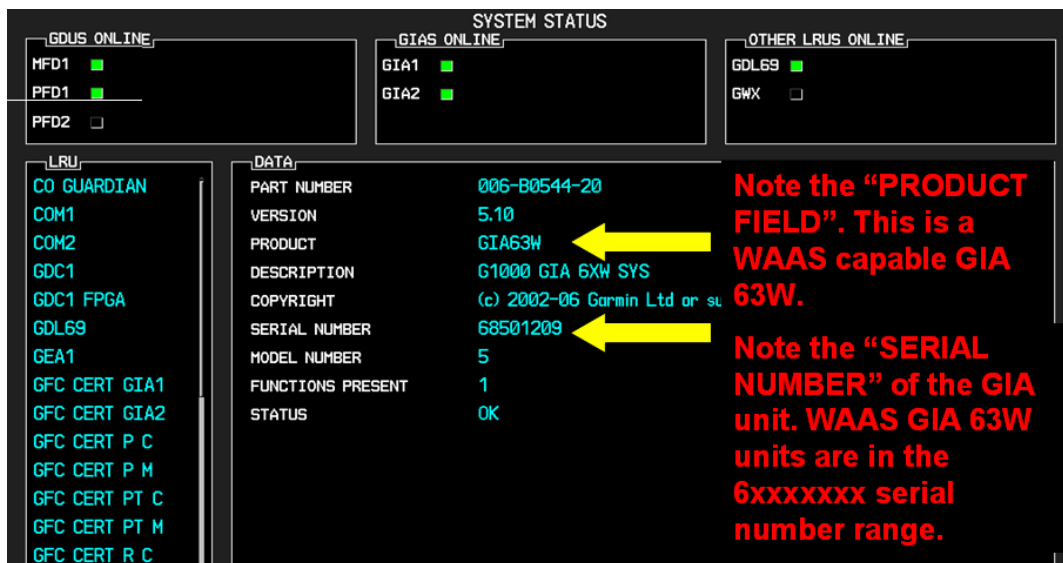 SYSTEM STATUS
GDUS ONLINE
MFD1
PFD1
PFD2
GIAS ONLINE
GIA1
GIA2
OTHER LRUS ONLINE
GDL69
GWX
LRU
CO GUARDIAN
COM1
COM2
GDC1
GDC1 FPGA
GDL69
GEA1
GFC CERT GIA1
GFC CERT GIA2
GFC CERT P C
GFC CERT P M
GFC CERT PT C
GFC CERT PT M
GFC CERT R C
DATA
PART NUMBER 006-B0544-20
VERSION 5.10
PRODUCT GIA63W
DESCRIPTION G1000 GIA 6XW SYS
COPYRIGHT (c) 2002-06 Garmin Ltd or su
SERIAL NUMBER 68501209
MODEL NUMBER 5
FUNCTIONS PRESENT 1
STATUS OK
Note the “PRODUCT
FIELD”. This is a
WAAS capable GIA
63W.
Note the “SERIAL
NUMBER” of the GIA
unit. WAAS GIA 63W
units are in the
6xxxxxxx serial
number range.